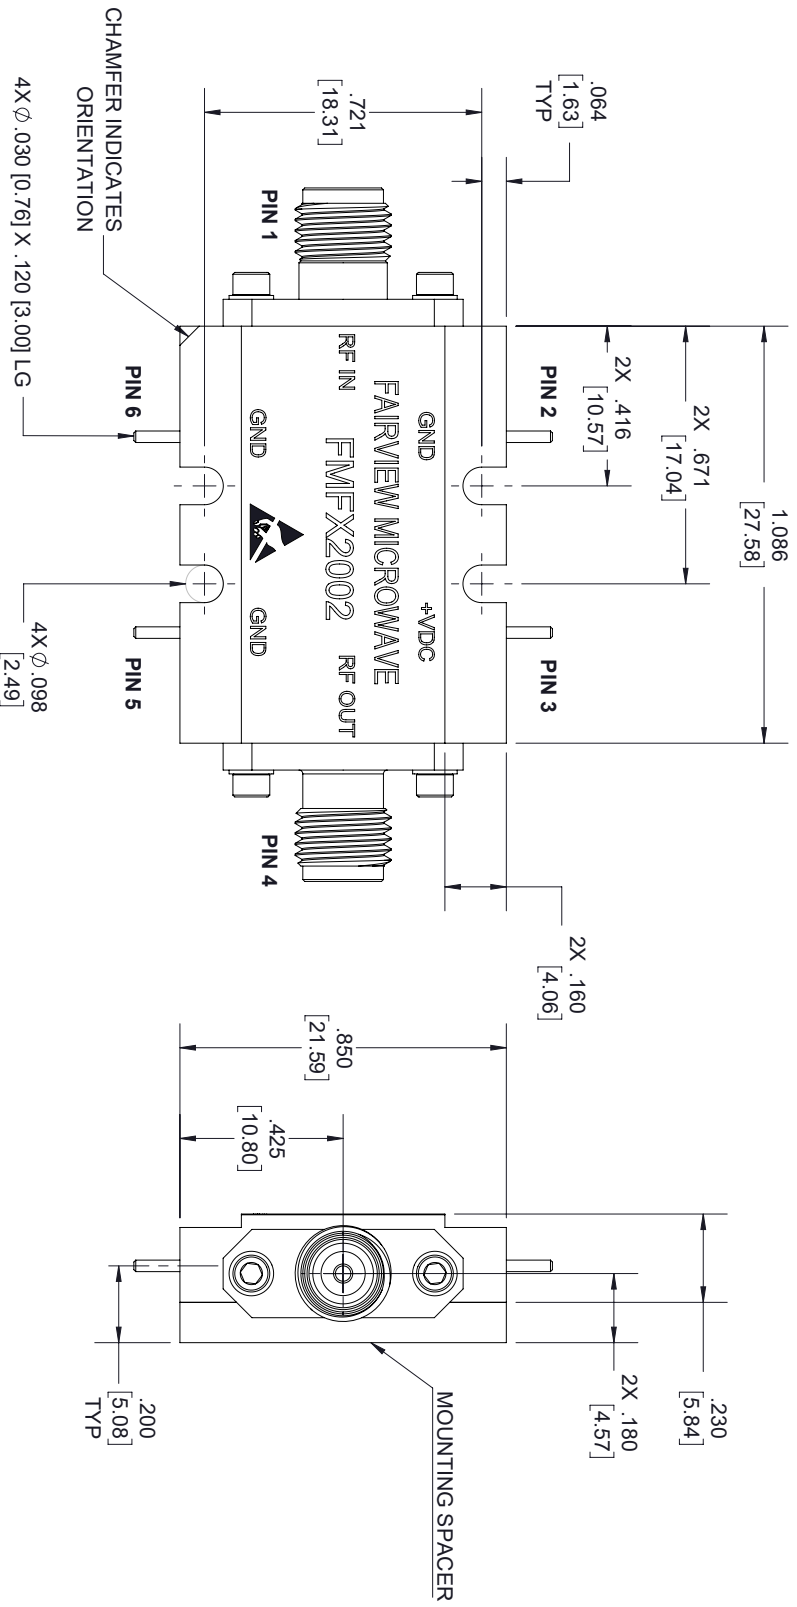 1.086
[27.58]
2X .671
[17.04]
2X .416
[10.57]
.064
[1.63]
TYP
.721
[18.31]
2X .160
[4.06]
PIN 2
PIN 3
PIN 1
PIN 4
GND
+VDC
FAIRVIEW MICROWAVE
FMFX2002
RF IN
RF OUT
GND
GND
PIN 6
PIN 5
CHAMFER INDICATES
ORIENTATION
4X Ø .030 [0.76] X .120 [3.00] LG
4X Ø .098
[2.49]
.230
[5.84]
2X .180
[4.57]
.850
[21.59]
.425
[10.80]
MOUNTING SPACER
.200
[5.08]
TYP